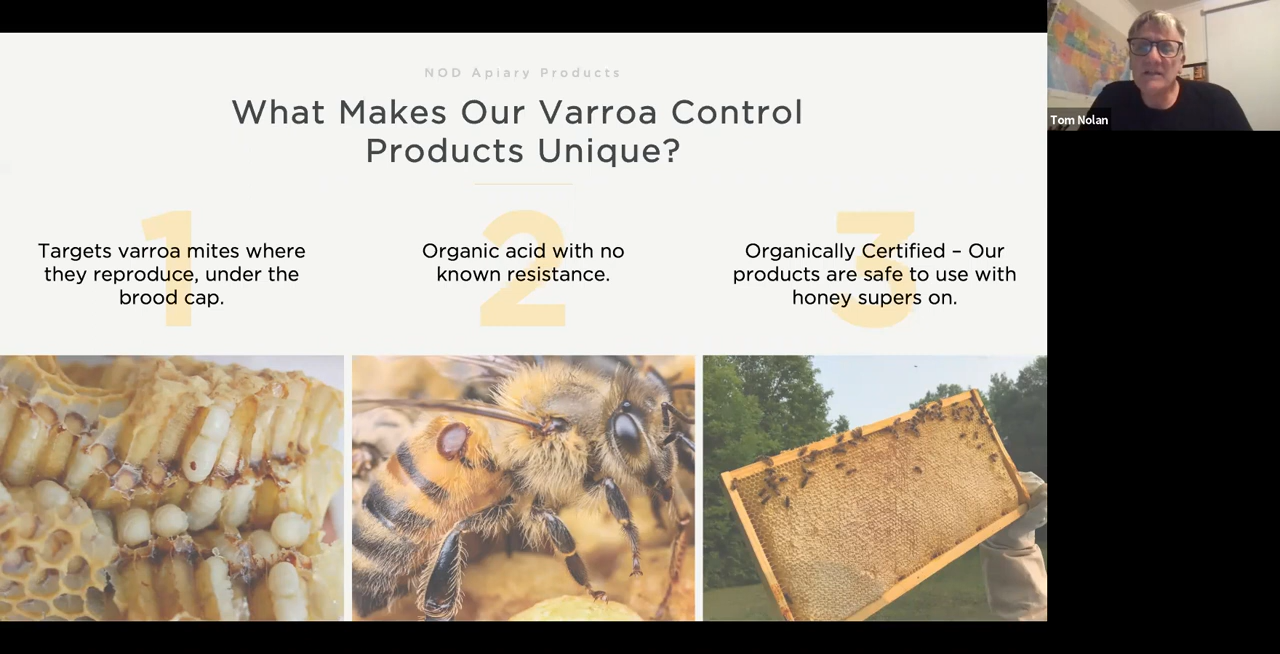 NOD Apiary Products
What Makes Our Varroa Control
Products Unique?
1
Targets varroa mites where
they reproduce, under the
brood cap.
2
Organic acid with no
known resistance.
3
Organically Certified – Our
products are safe to use with
honey supers on.
Tom Nolan